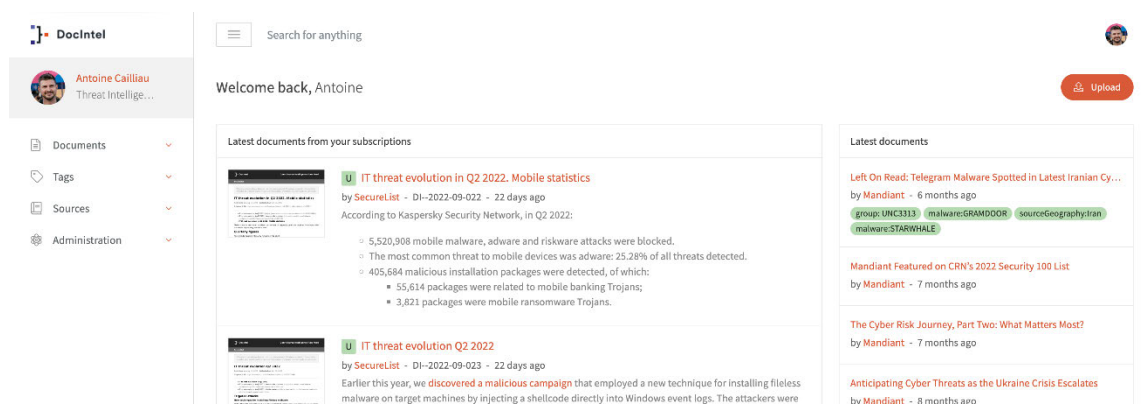 DocIntel
Search for anything
Antoine Cailliau
Threat Intellige...
Welcome back, Antoine
Upload
Documents
Tags
Sources
Administration
Latest documents from your subscriptions
U IT threat evolution in Q2 2022. Mobile statistics
by SecureList - DI--2022-09-022 - 22 days ago
According to Kaspersky Security Network, in Q2 2022:
5,520,908 mobile malware, adware and riskware attacks were blocked.
The most common threat to mobile devices was adware: 25.28% of all threats detected.
405,684 malicious installation packages were detected, of which:
55,614 packages were related to mobile banking Trojans;
3,821 packages were mobile ransomware Trojans.
U IT threat evolution Q2 2022
by SecureList - DI--2022-09-023 - 22 days ago
Earlier this year, we discovered a malicious campaign that employed a new technique for installing fileless
malware on target machines by injecting a shellcode directly into Windows event logs. The attackers were
Latest documents
Left On Read: Telegram Malware Spotted in Latest Iranian Cy...
by Mandiant - 6 months ago
group: UNC3313 malware:GRAMDOOR sourceGeography:Iran
malware:STARWHALE
Mandiant Featured on CRN's 2022 Security 100 List
by Mandiant - 7 months ago
The Cyber Risk Journey, Part Two: What Matters Most?
by Mandiant - 7 months ago
Anticipating Cyber Threats as the Ukraine Crisis Escalates
by Mandiant - 8 months ago